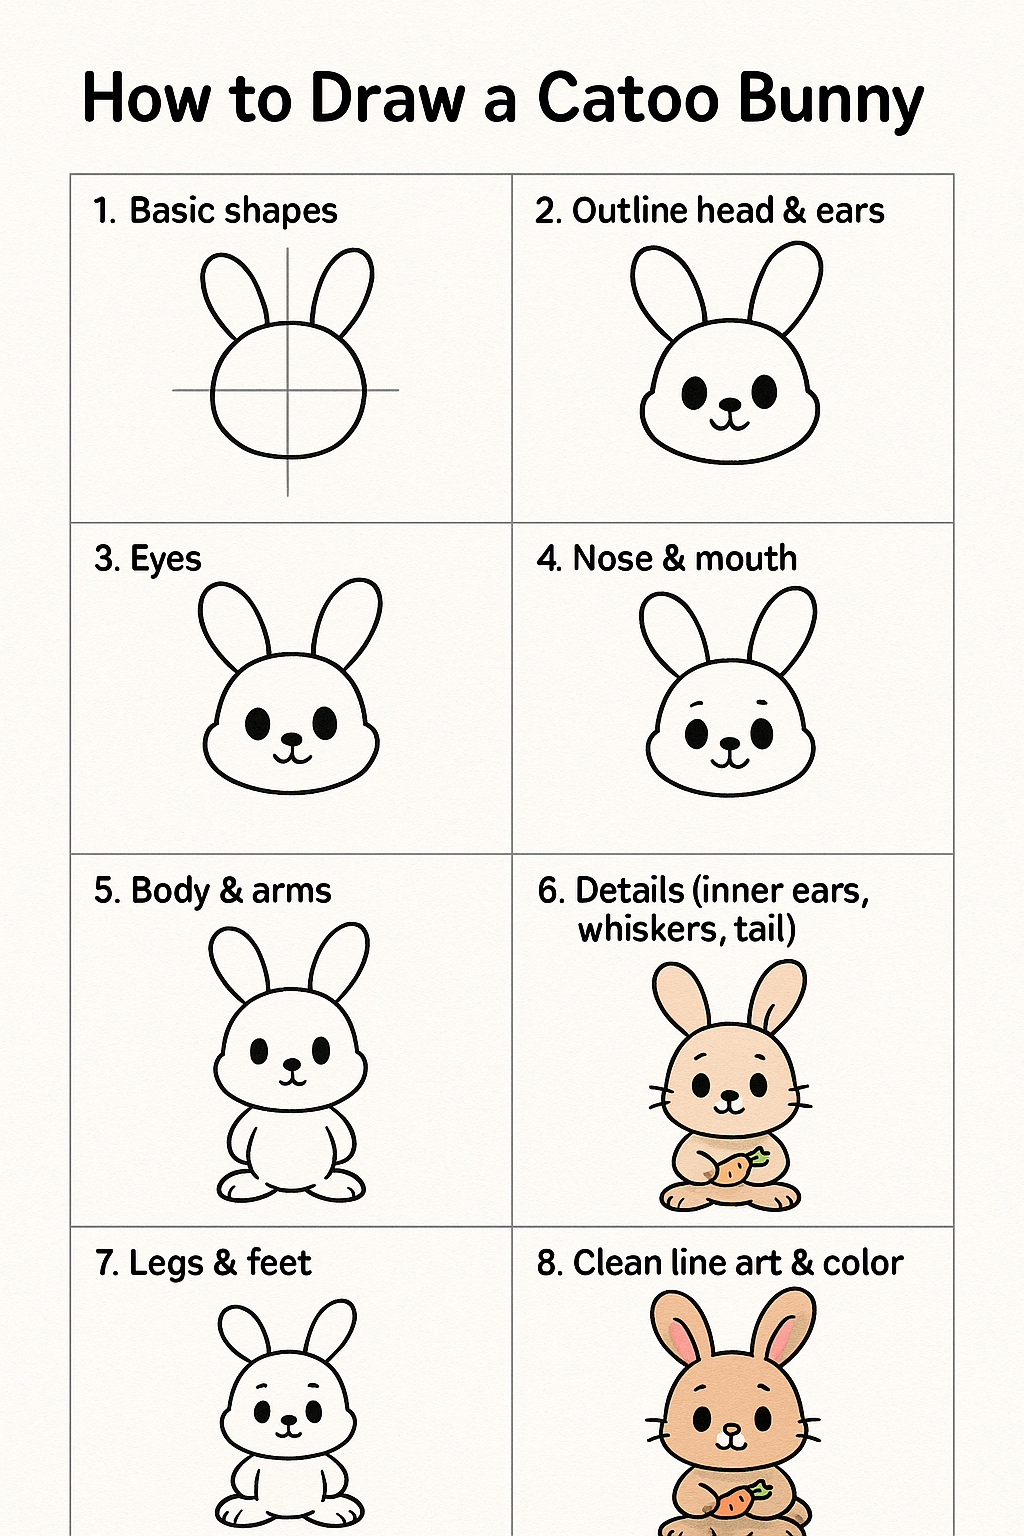 How to Draw a Catoo Bunny
1. Basic shapes
2. Outline head & ears
3. Eyes
4. Nose & mouth
5. Body & arms
6. Details (inner ears,
whiskers, tail)
7. Legs & feet
8. Clean line art & color